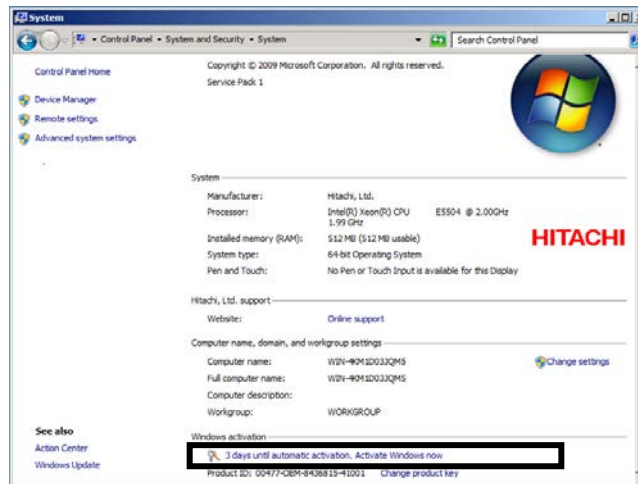 System
Control Panel • System and Security • System
Search Control Panel
Control Panel Home
Device Manager
Remote settings
Advanced system settings
Copyright © 2009 Microsoft Corporation. All rights reserved.
Service Pack 1
System
Manufacturer: Hitachi, Ltd.
Processor: Intel(R) Xeon(R) CPU E5504 @ 2.00GHz
1.99 GHz
Installed memory (RAM): 512 MB (512 MB usable)
System type: 64-bit Operating System
Pen and Touch: No Pen or Touch Input is available for this Display
HITACHI
Hitachi, Ltd. support
Website: Online support
Computer name, domain, and workgroup settings
Computer name: WIN-4KM1D03JQMS
Change settings
Full computer name: WIN-4KM1D03JQMS
Computer description:
Workgroup: WORKGROUP
See also
Action Center
Windows Update
Windows activation
3 days until automatic activation. Activate Windows now
Product ID: 00477-OEM-8436815-41001 Change product key